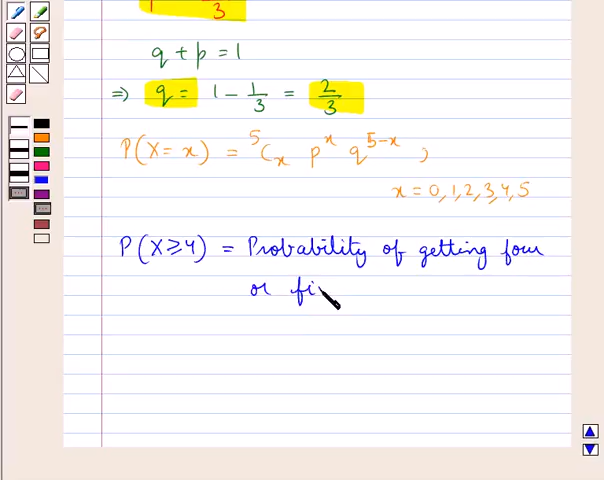 3
q + p = 1
⇒ q = 1 - 1/3 = 2/3
P(X = x) = ⁵Cₓ pˣ q⁵⁻ˣ ;
x = 0, 1, 2, 3, 4, 5
P(X ≥ 4) = Probability of getting four
or fi